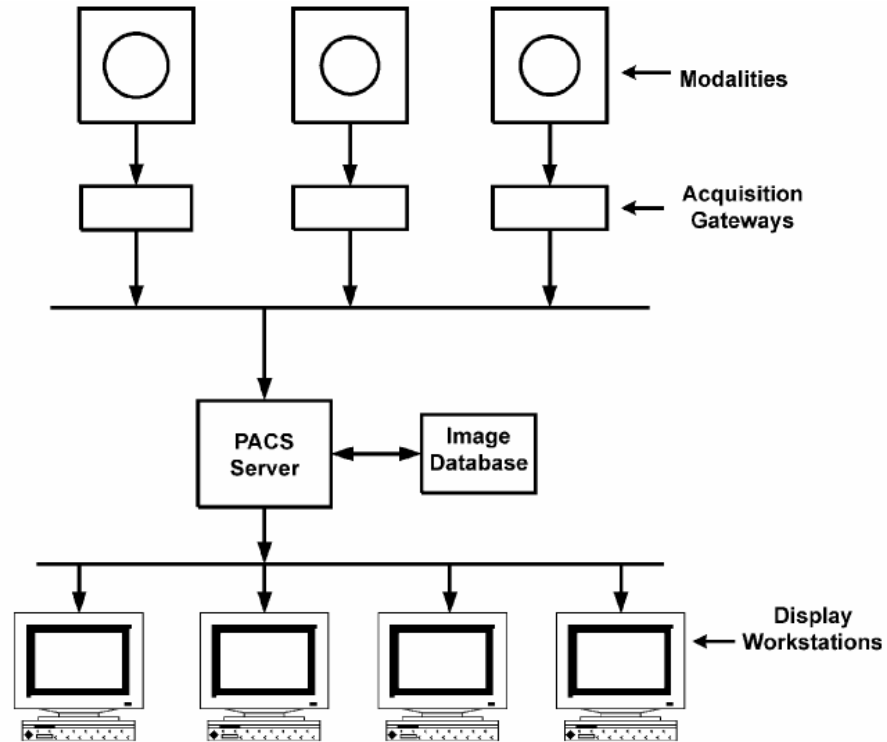 Modalities
Acquisition
Gateways
PACS
Server
Image
Database
Display
Workstations